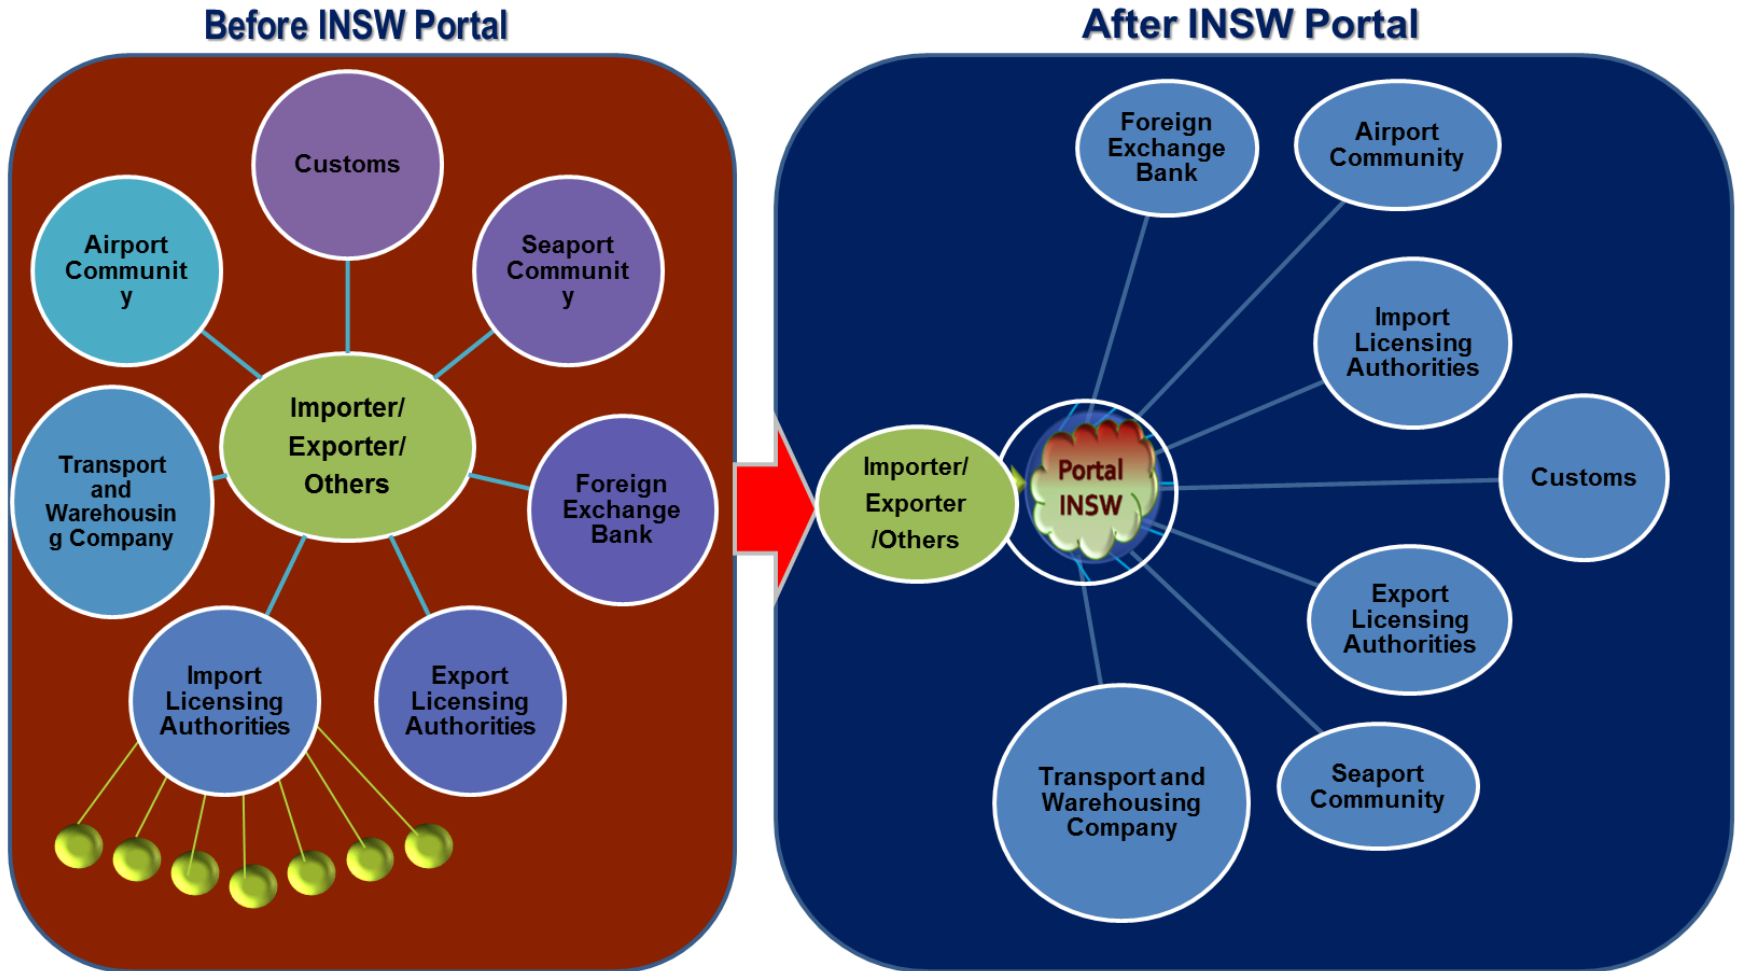 Before INSW Portal
Customs
Airport
Communit
y
Seaport
Communit
y
Importer/
Exporter/
Others
Transport
and
Warehousin
g Company
Foreign
Exchange
Bank
Import
Licensing
Authorities
Export
Licensing
Authorities
After INSW Portal
Foreign
Exchange
Bank
Airport
Community
Import
Licensing
Authorities
Importer/
Exporter
/Others
Portal
INSW
Customs
Export
Licensing
Authorities
Transport and
Warehousing
Company
Seaport
Community